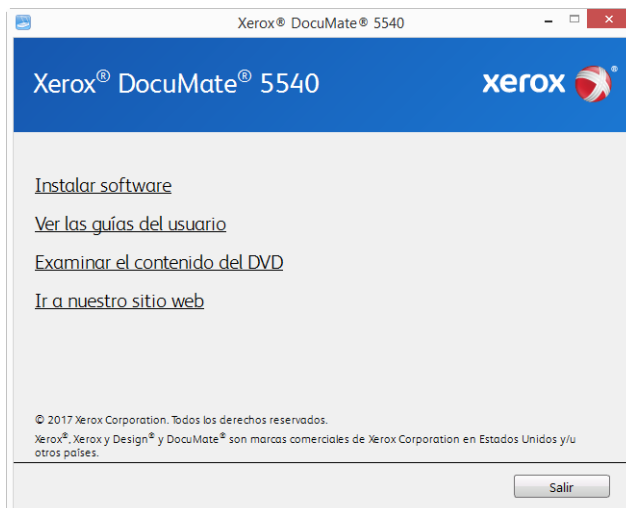 Xerox® DocuMate® 5540
Xerox® DocuMate® 5540
xerox ®
Instalar software
Ver las guías del usuario
Examinar el contenido del DVD
Ir a nuestro sitio web
© 2017 Xerox Corporation. Todos los derechos reservados.
Xerox®, Xerox y Design® y DocuMate® son marcas comerciales de Xerox Corporation en Estados Unidos y/u
otros países.
Salir